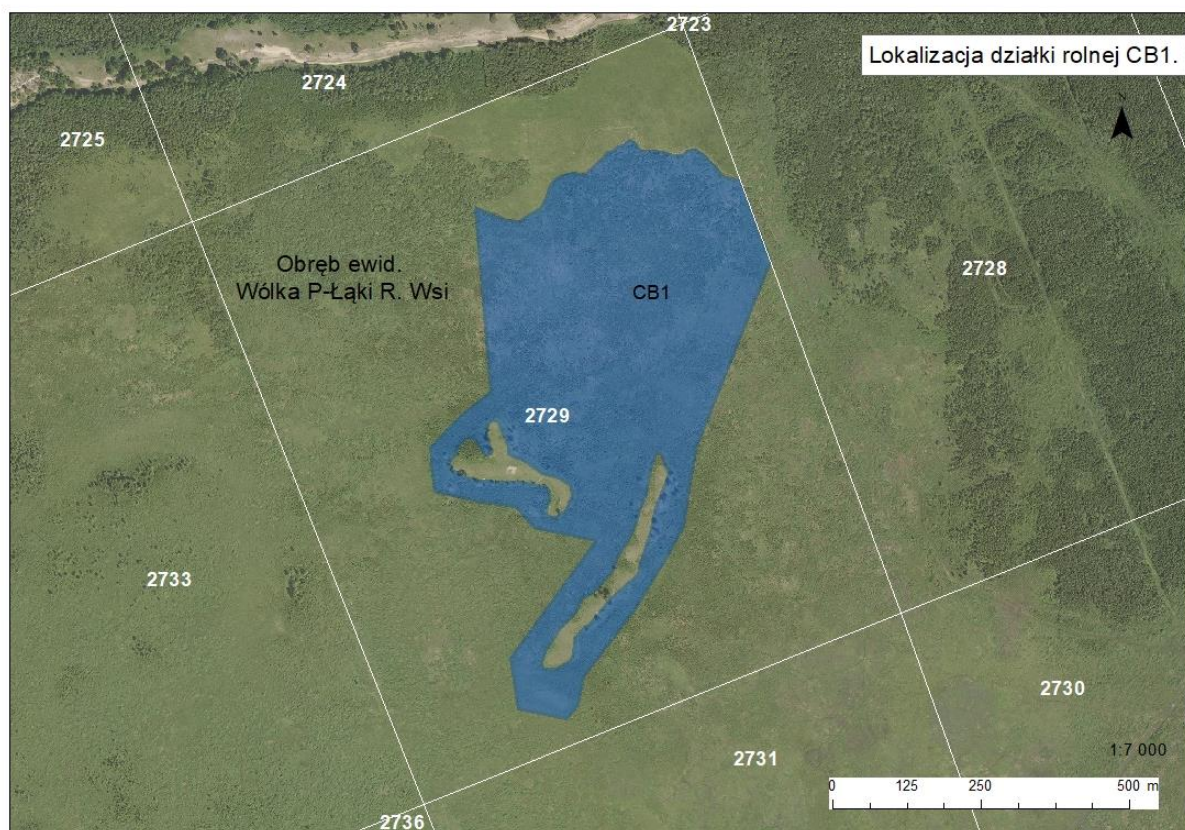 2723
Lokalizacja działki rolnej CB1.
2724
2725
N
Obręb ewid.
Wólka P-Łąki R. Wsi
CB1
2728
2729
2733
2730
2731
1:7 000
0 125 250 500 m
2736